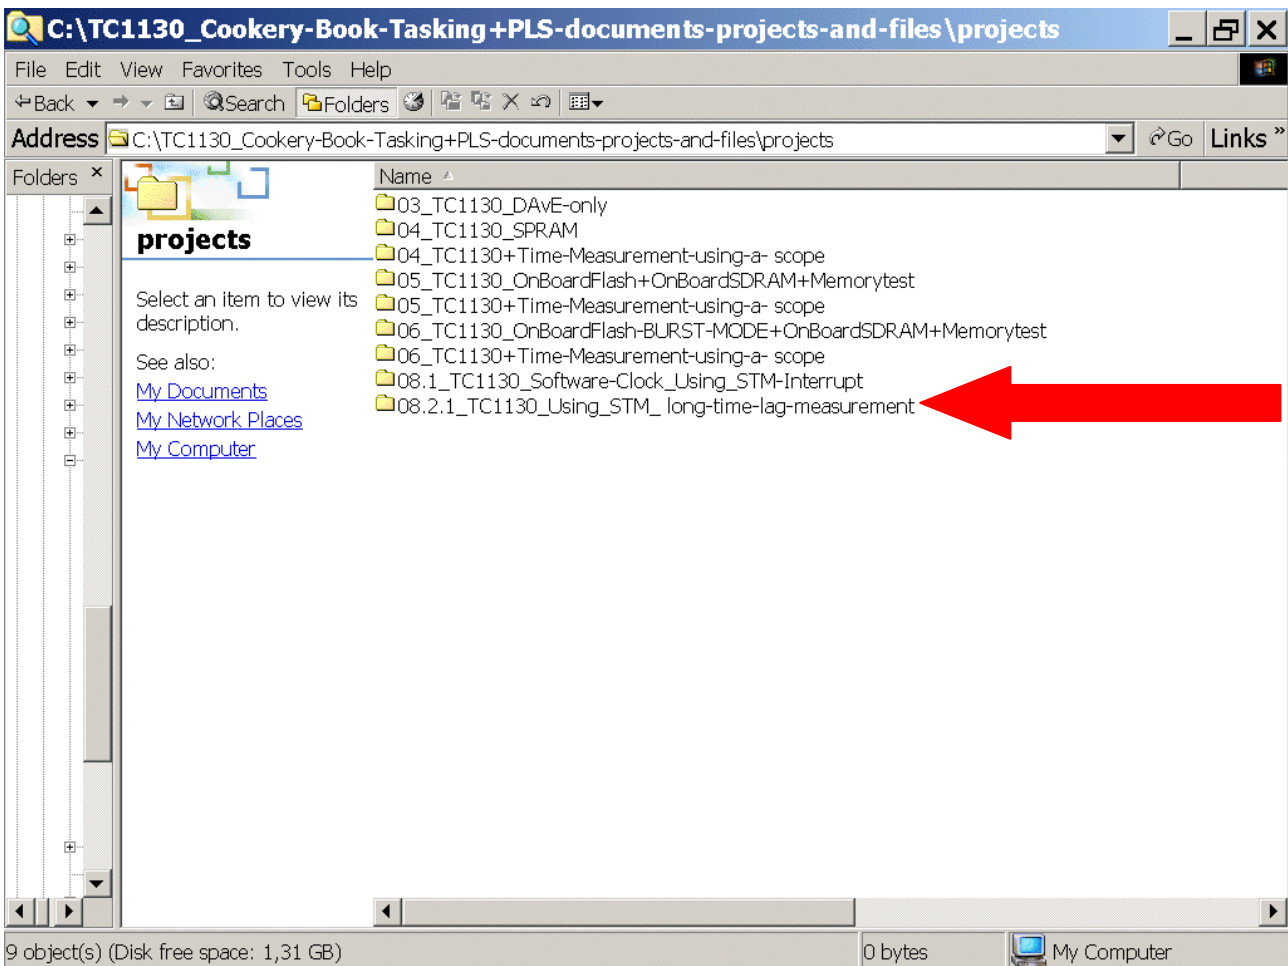 C:\TC1130_Cookery-Book-Tasking+PLS-documents-projects-and-files\projects
File Edit View Favorites Tools Help
Back Search Folders
Address C:\TC1130_Cookery-Book-Tasking+PLS-documents-projects-and-files\projects Go Links »
Folders ×
projects
Select an item to view its
description.
See also:
My Documents
My Network Places
My Computer
Name
03_TC1130_DAvE-only
04_TC1130_SPRAM
04_TC1130+Time-Measurement-using-a- scope
05_TC1130_OnBoardFlash+OnBoardSDRAM+Memorytest
05_TC1130+Time-Measurement-using-a- scope
06_TC1130_OnBoardFlash-BURST-MODE+OnBoardSDRAM+Memorytest
06_TC1130+Time-Measurement-using-a- scope
08.1_TC1130_Software-Clock_Using_STM-Interrupt
08.2.1_TC1130_Using_STM_ long-time-lag-measurement
9 object(s) (Disk free space: 1,31 GB) 0 bytes My Computer